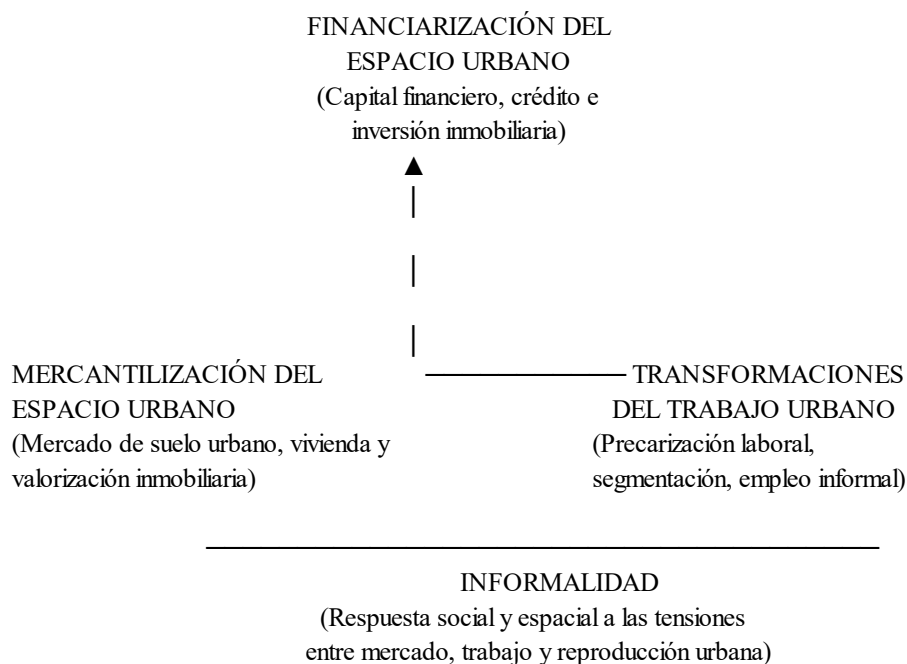 FINANCIARIZACIÓN DEL
ESPACIO URBANO
(Capital financiero, crédito e
inversión inmobiliaria)
MERCANTILIZACIÓN DEL
ESPACIO URBANO
(Mercado de suelo urbano, vivienda y
valorización inmobiliaria)
TRANSFORMACIONES
DEL TRABAJO URBANO
(Precarización laboral,
segmentación, empleo informal)
INFORMALIDAD
(Respuesta social y espacial a las tensiones
entre mercado, trabajo y reproducción urbana)